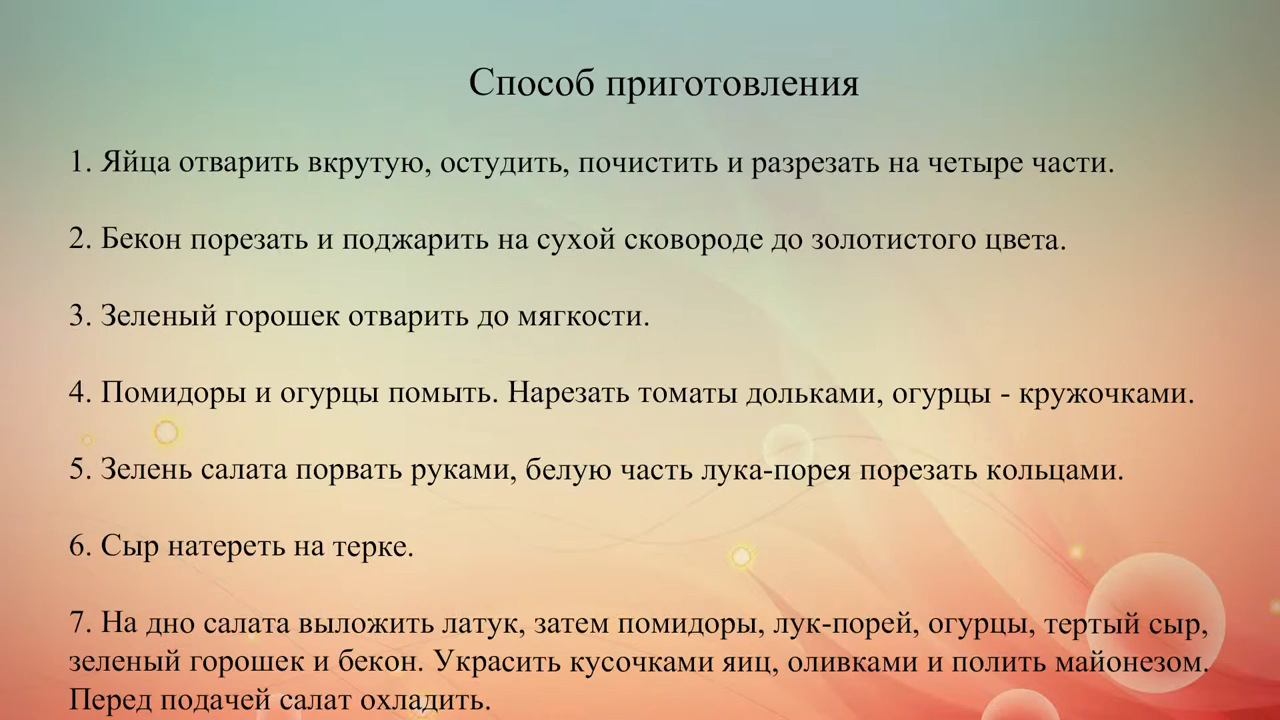 Способ приготовления
1. Яйца отварить вкрутую, остудить, почистить и разрезать на четыре части.
2. Бекон порезать и поджарить на сухой сковороде до золотистого цвета.
3. Зеленый горошек отварить до мягкости.
4. Помидоры и огурцы помыть. Нарезать томаты дольками, огурцы - кружочками.
5. Зелень салата порвать руками, белую часть лука-порея порезать кольцами.
6. Сыр натереть на терке.
7. На дно салата выложить латук, затем помидоры, лук-порей, огурцы, тертый сыр,
зеленый горошек и бекон. Украсить кусочками яиц, оливками и полить майонезом.
Перед подачей салат охладить.